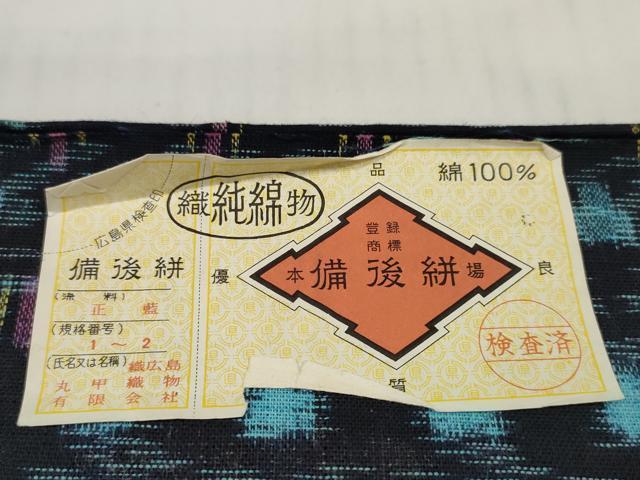 広島県検査印
備後絣
(染料)
正藍
(規格番号)
1~2
(氏名又は名称)
織広島
丸甲織物
有限会社
織純綿物
品
綿100%
登録
商標
優 本備後絣場 良
検査済
質